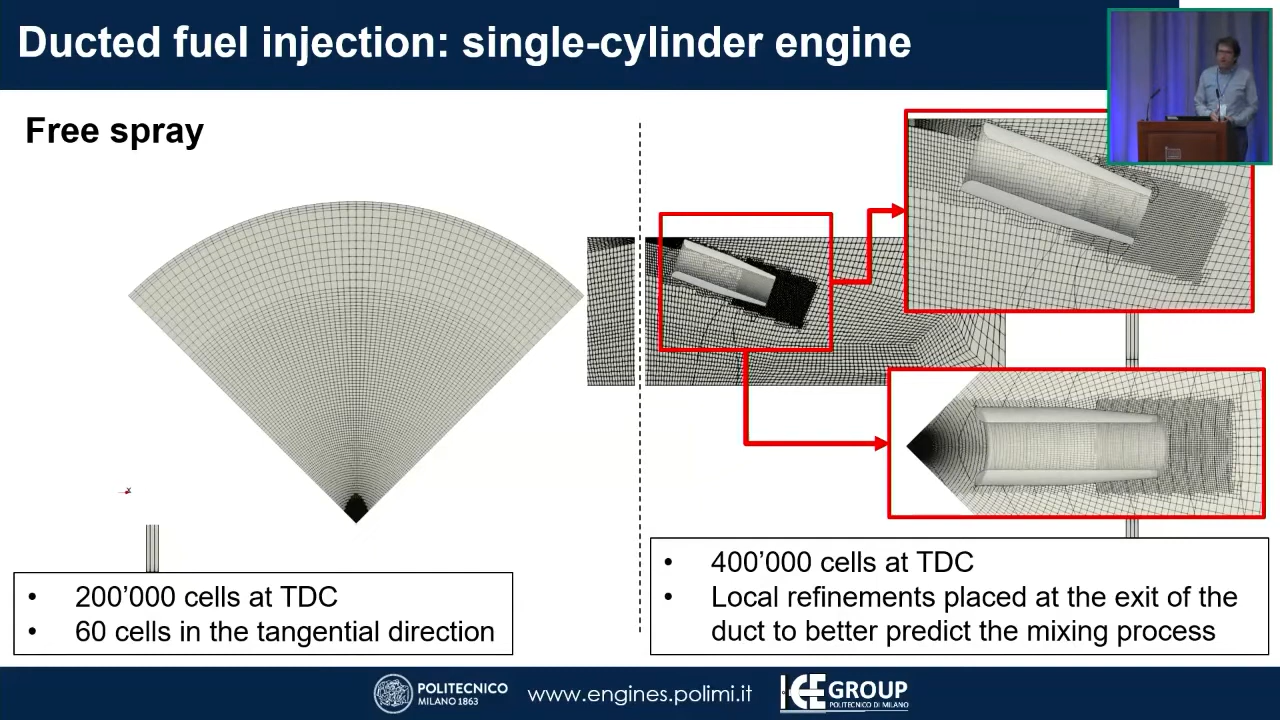 Ducted fuel injection: single-cylinder engine
Free spray
• 200’000 cells at TDC
• 60 cells in the tangential direction
• 400’000 cells at TDC
• Local refinements placed at the exit of the
duct to better predict the mixing process
POLITECNICO
MILANO 1863
www.engines.polimi.it
ICE GROUP
POLITECNICO DI MILANO